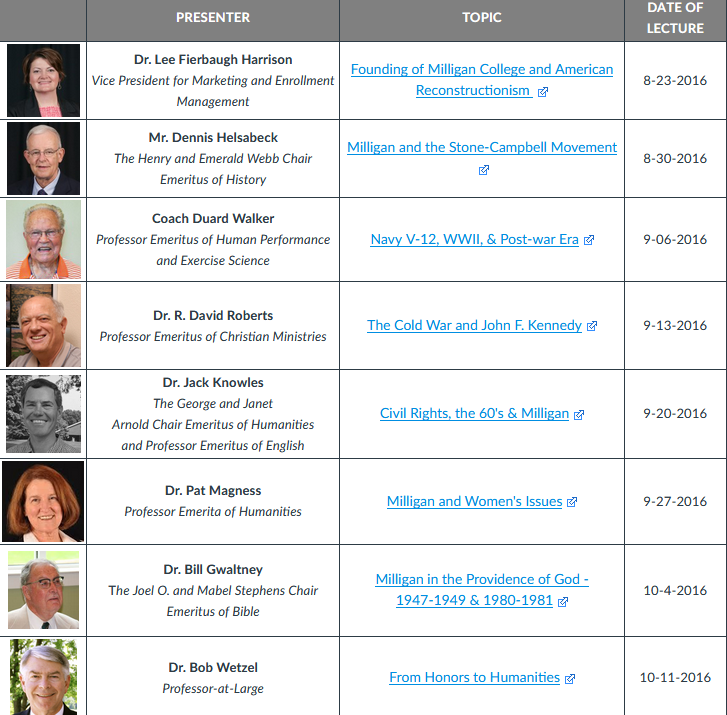 PRESENTER
TOPIC
DATE OF
LECTURE
Dr. Lee Fierbaugh Harrison
Vice President for Marketing and Enrollment
Management
Founding of Milligan College and American
Reconstructionism
8-23-2016
Mr. Dennis Helsabeck
The Henry and Emerald Webb Chair
Emeritus of History
Milligan and the Stone-Campbell Movement
8-30-2016
Coach Duard Walker
Professor Emeritus of Human Performance
and Exercise Science
Navy V-12, WWII, & Post-war Era
9-06-2016
Dr. R. David Roberts
Professor Emeritus of Christian Ministries
The Cold War and John F. Kennedy
9-13-2016
Dr. Jack Knowles
The George and Janet
Arnold Chair Emeritus of Humanities
and Professor Emeritus of English
Civil Rights, the 60's & Milligan
9-20-2016
Dr. Pat Magness
Professor Emerita of Humanities
Milligan and Women's Issues
9-27-2016
Dr. Bill Gwaltney
The Joel O. and Mabel Stephens Chair
Emeritus of Bible
Milligan in the Providence of God -
1947-1949 & 1980-1981
10-4-2016
Dr. Bob Wetzel
Professor-at-Large
From Honors to Humanities
10-11-2016